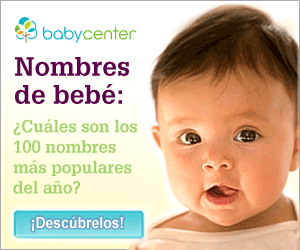 babycenter
Nombres
de bebé:
¿Cuáles son los
100 nombres
más populares
del año?
¡Descúbrelos!